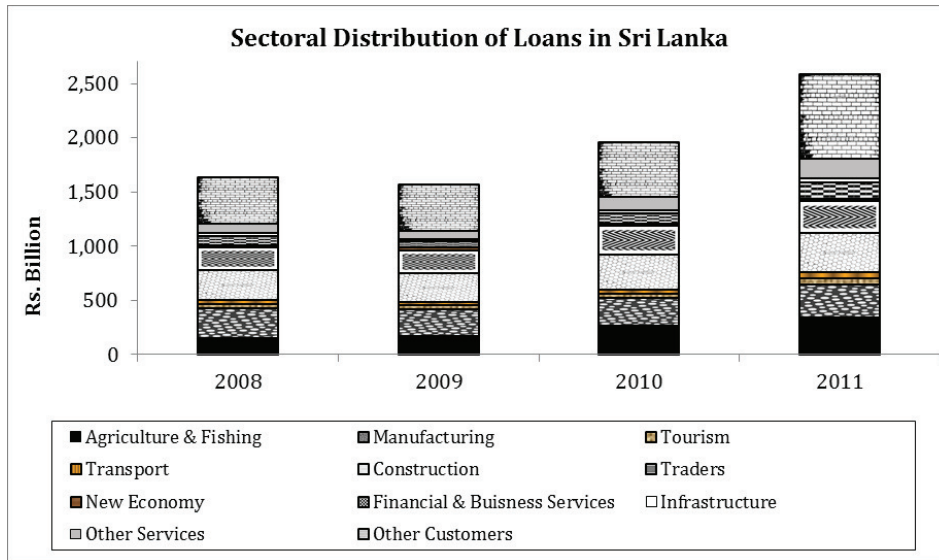 Sectoral Distribution of Loans in Sri Lanka
Rs. Billion
2,500
2,000
1,500
1,000
500
0
2008 2009 2010 2011
Agriculture & Fishing Manufacturing Tourism
Transport Construction Traders
New Economy Financial & Buisness Services Infrastructure
Other Services Other Customers